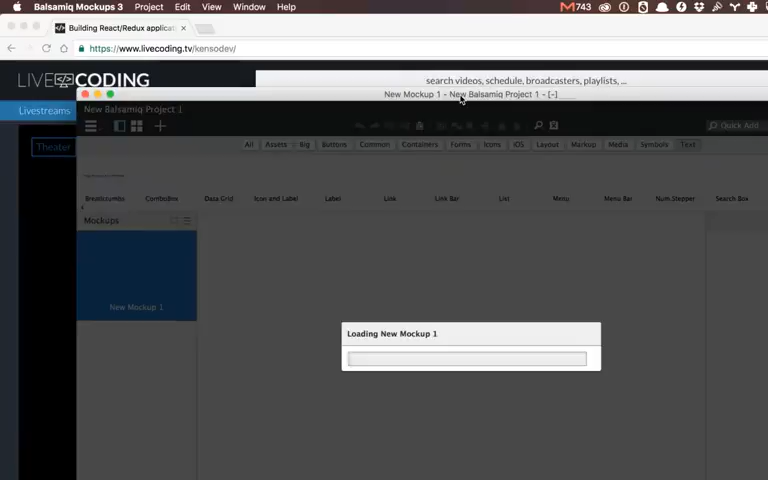 Balsamiq Mockups 3 Project Edit View Window Help 743
Building React/Redux applicat
https://www.livecoding.tv/kensodev/
LIVE CODING
search videos, schedule, broadcasters, playlists, ...
New Mockup 1 - New Balsamiq Project 1 - [-]
Livestreams
New Balsamiq Project 1
Quick Add
Theater
All Assets Big Buttons Common Containers Forms Icons iOS Layout Markup Media Symbols Text
Breadcrumbs ComboBox Data Grid Icon and Label Label Link Link Bar List Menu Menu Bar Num.Stepper Search Box
Mockups
New Mockup 1
Loading New Mockup 1